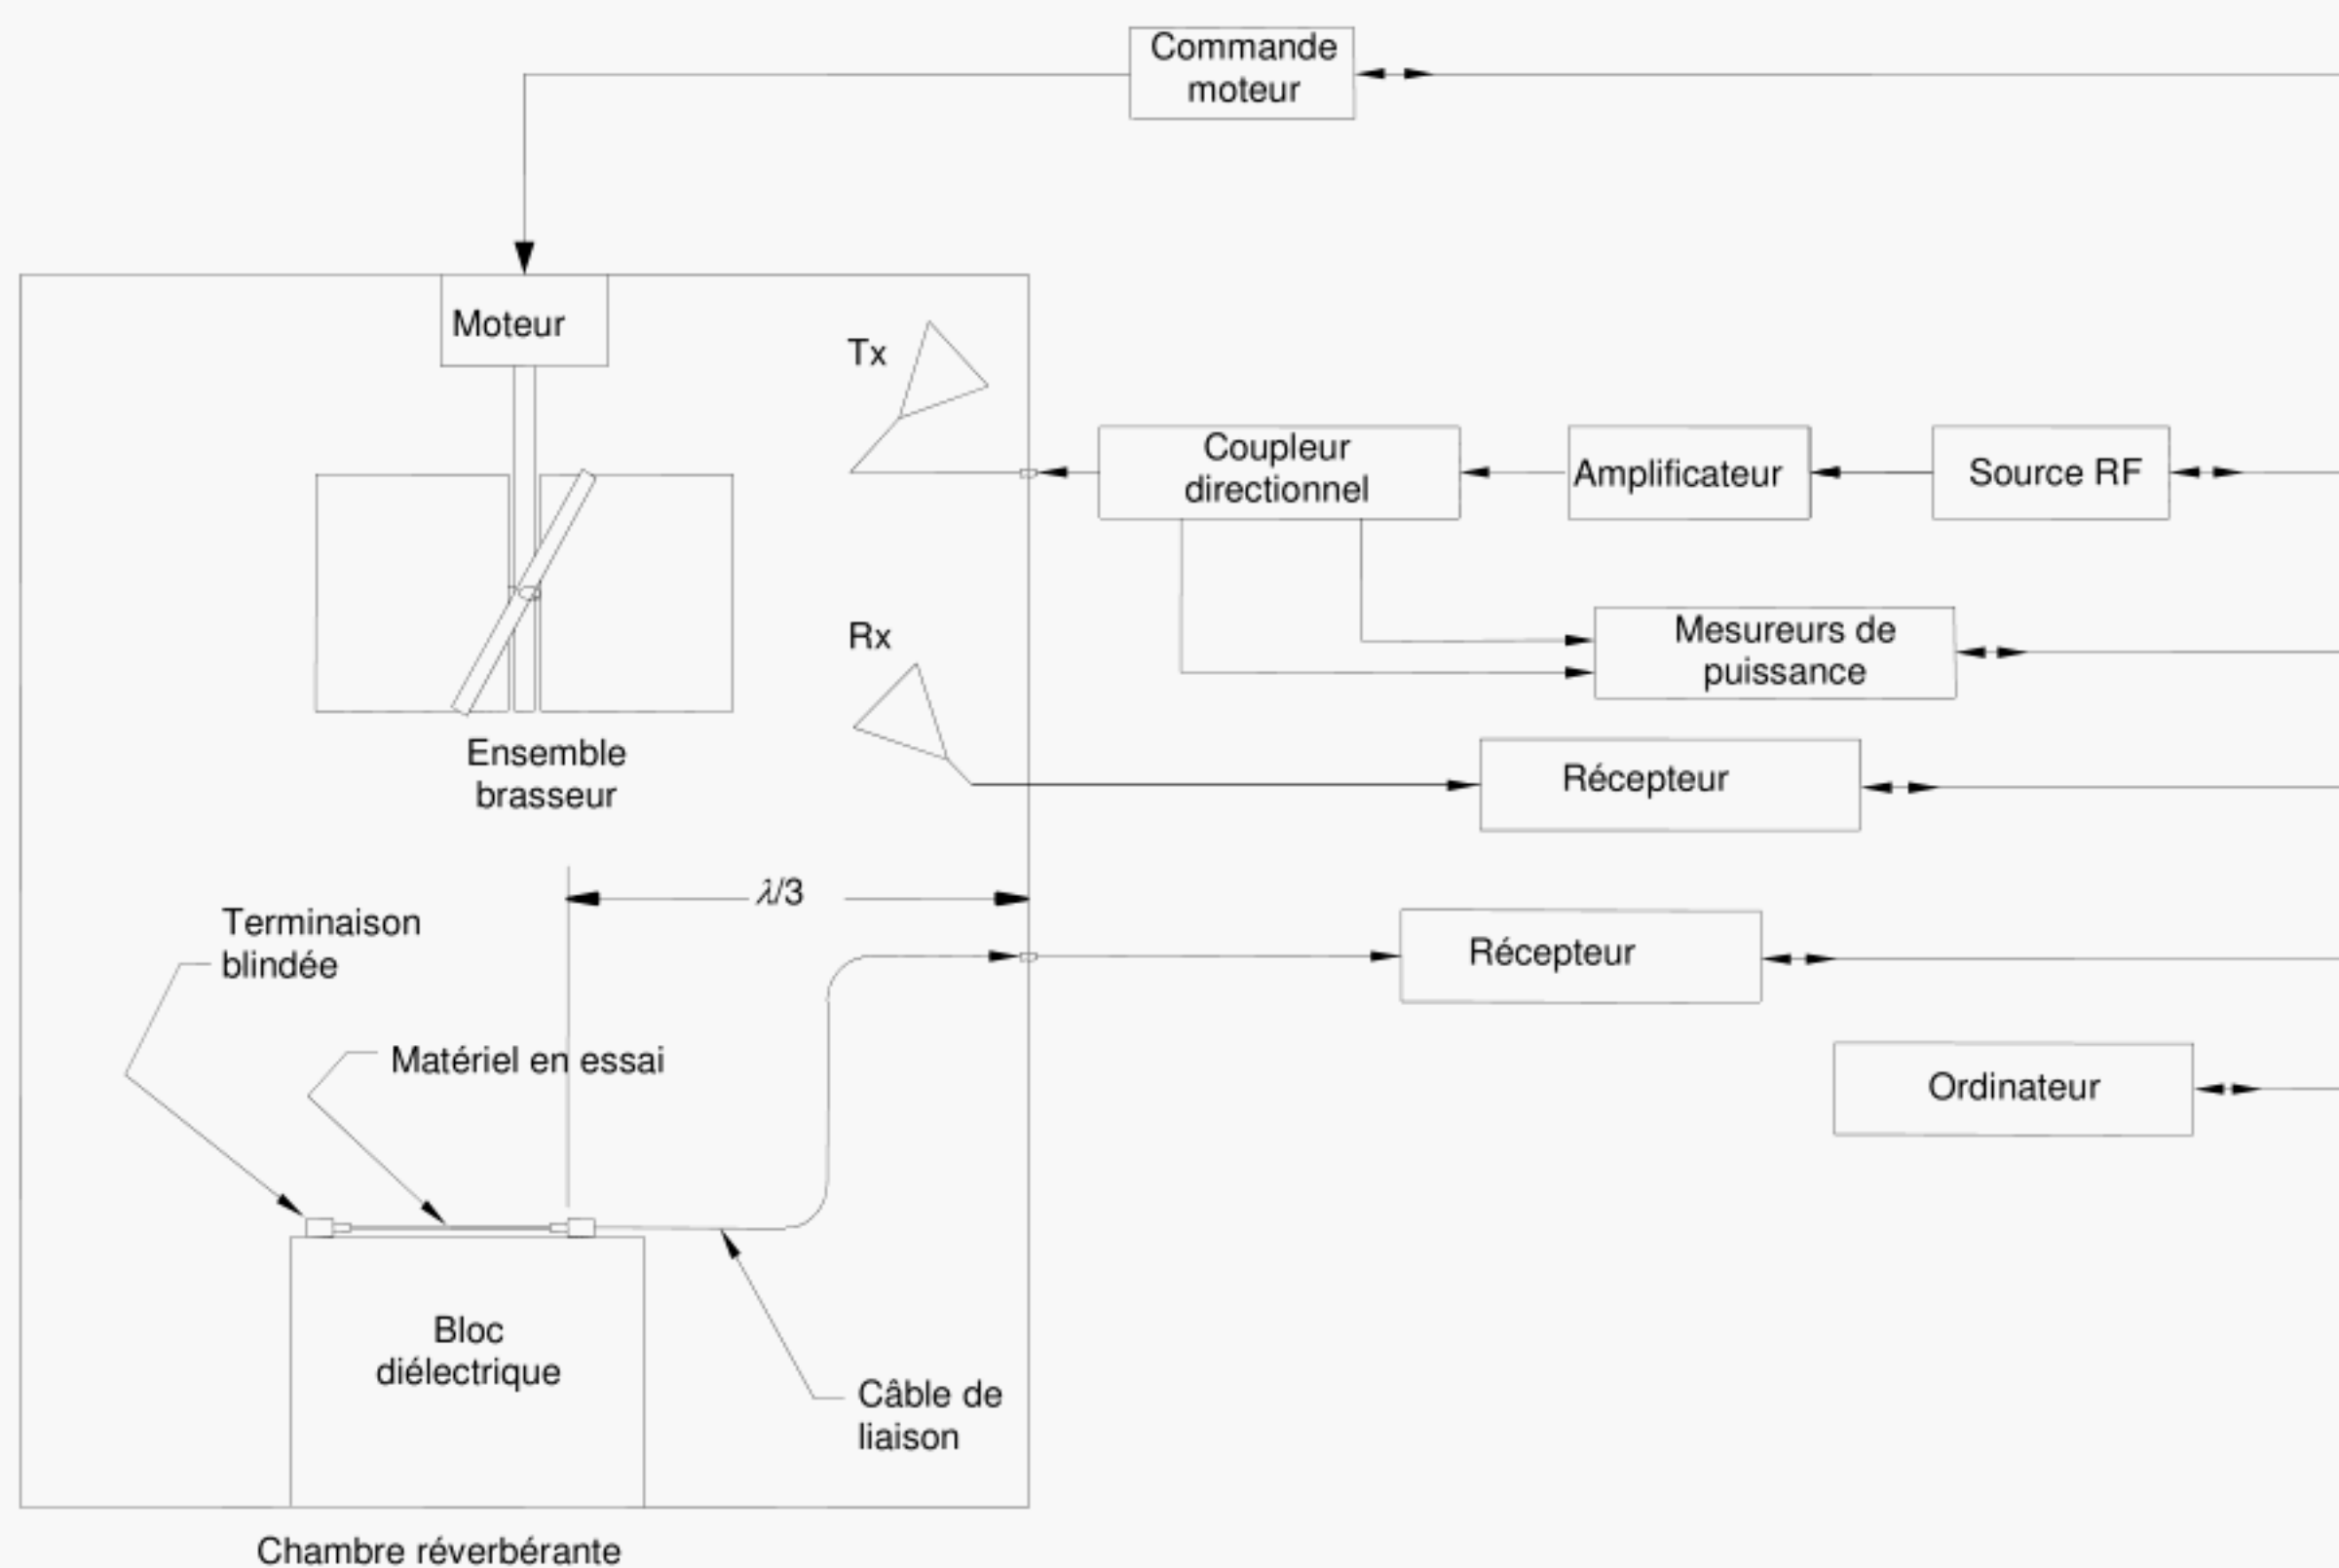 Commande
moteur
Moteur
Tx
Coupleur
directionnel
Amplificateur
Source RF
Rx
Mesureurs de
puissance
Ensemble
brasseur
Récepteur
λ/3
Terminaison
blindée
Récepteur
Matériel en essai
Ordinateur
Bloc
diélectrique
Câble de
liaison
Chambre réverbérante